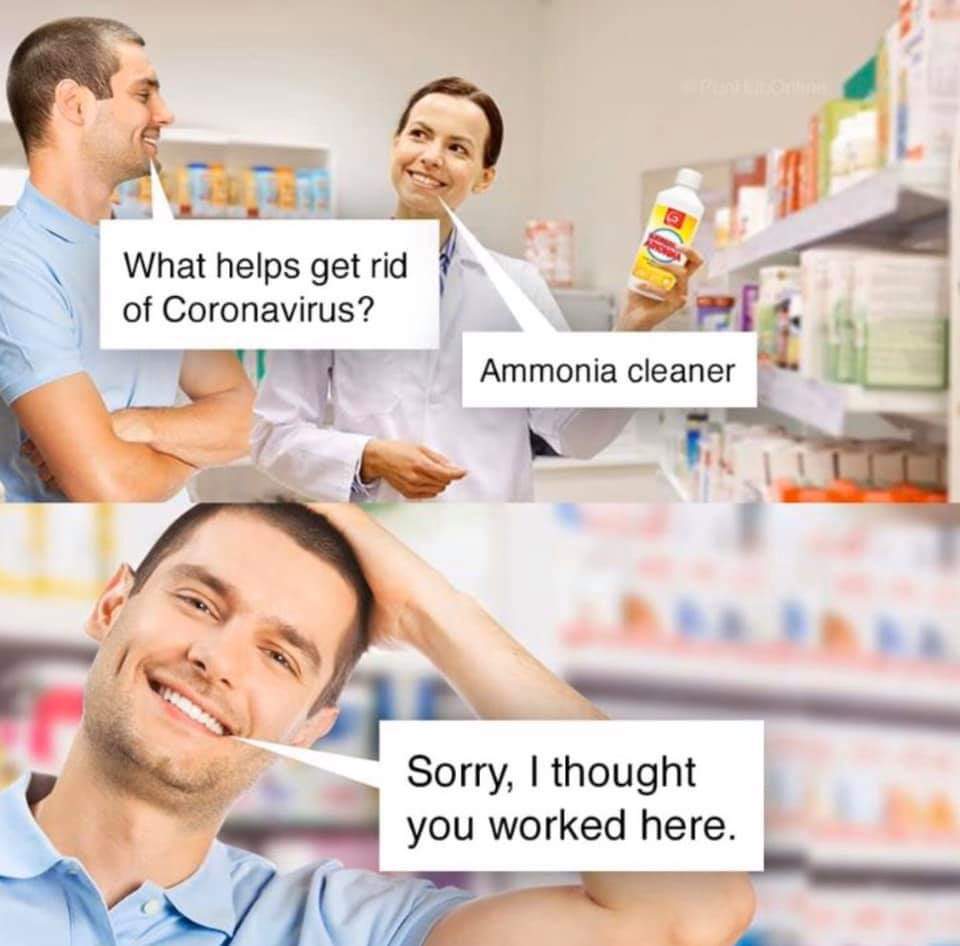 What helps get rid
of Coronavirus?
Ammonia cleaner
Sorry, I thought
you worked here.